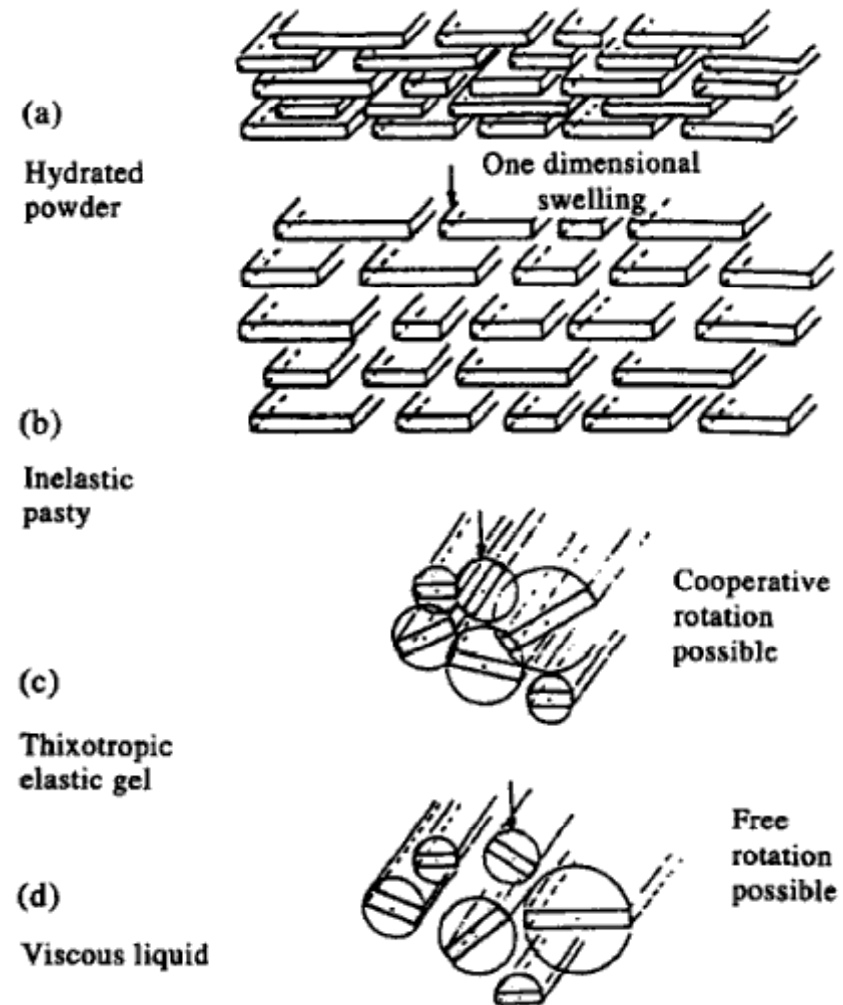 (a)
Hydrated
powder
One dimensional
swelling
(b)
Inelastic
pasty
Cooperative
rotation
possible
(c)
Thixotropic
elastic gel
Free
rotation
possible
(d)
Viscous liquid